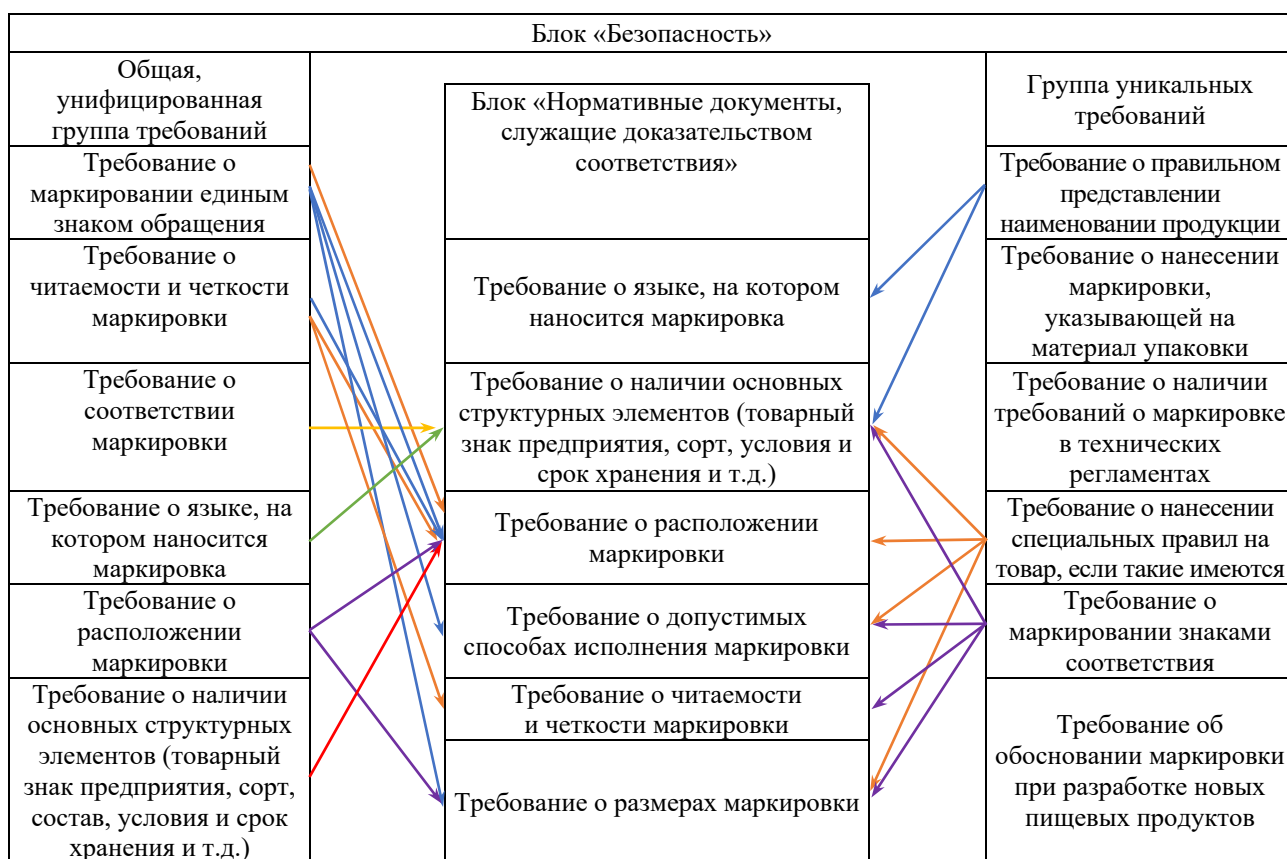 Блок «Безопасность»
Общая,
унифицированная
группа требований
Требование о
маркировании единым
знаком обращения
Требование о
читаемости и четкости
маркировки
Требование о
соответствии
маркировки
Требование о языке, на
котором наносится
маркировка
Требование о
расположении
маркировки
Требование о наличии
основных структурных
элементов (товарный
знак предприятия, сорт,
состав, условия и срок
хранения и т.д.)
Блок «Нормативные документы,
служащие доказательством
соответствия»
Требование о языке, на котором
наносится маркировка
Требование о наличии основных
структурных элементов (товарный
знак предприятия, сорт, условия и
срок хранения и т.д.)
Требование о расположении
маркировки
Требование о допустимых
способах исполнения маркировки
Требование о читаемости
и четкости маркировки
Требование о размерах маркировки
Группа уникальных
требований
Требование о правильном
представлении
наименовании продукции
Требование о нанесении
маркировки,
указывающей на
материал упаковки
Требование о наличии
требований о маркировке
в технических
регламентах
Требование о нанесении
специальных правил на
товар, если такие имеются
Требование о
маркировании знаками
соответствия
Требование об
обосновании маркировки
при разработке новых
пищевых продуктов